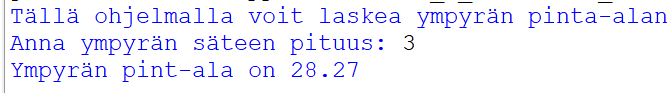 Tällä ohjelmalla voit laskea ympyrän pinta-alan
Anna ympyrän säteen pituus: 3
Ympyrän pint-ala on 28.27